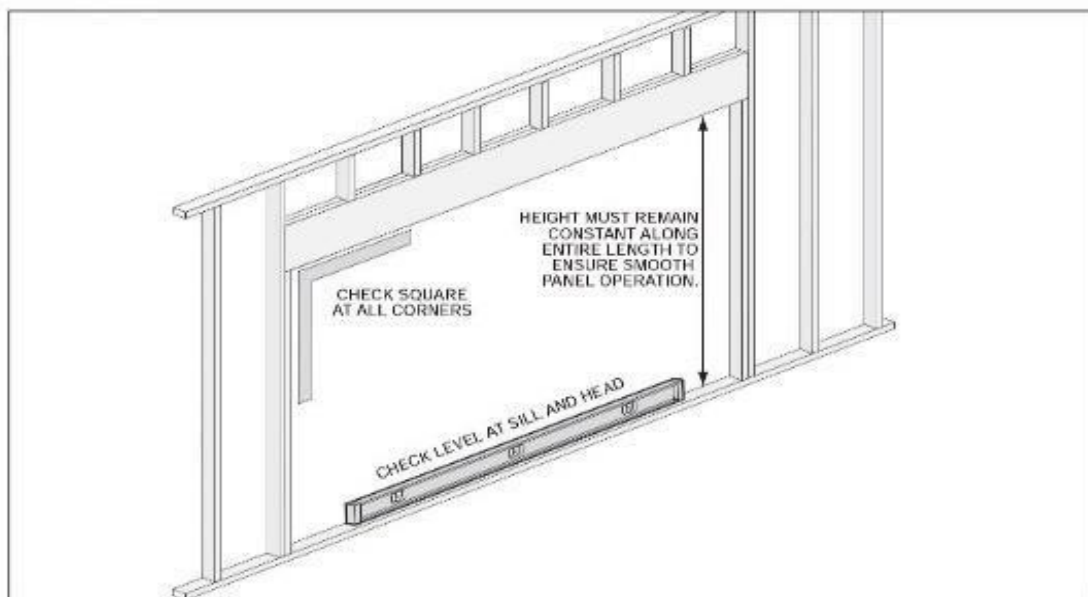 HEIGHT MUST REMAIN
CONSTANT ALONG
ENTIRE LENGTH TO
ENSURE SMOOTH
PANEL OPERATION.
CHECK SQUARE
AT ALL CORNERS
CHECK LEVEL AT SILL AND HEAD